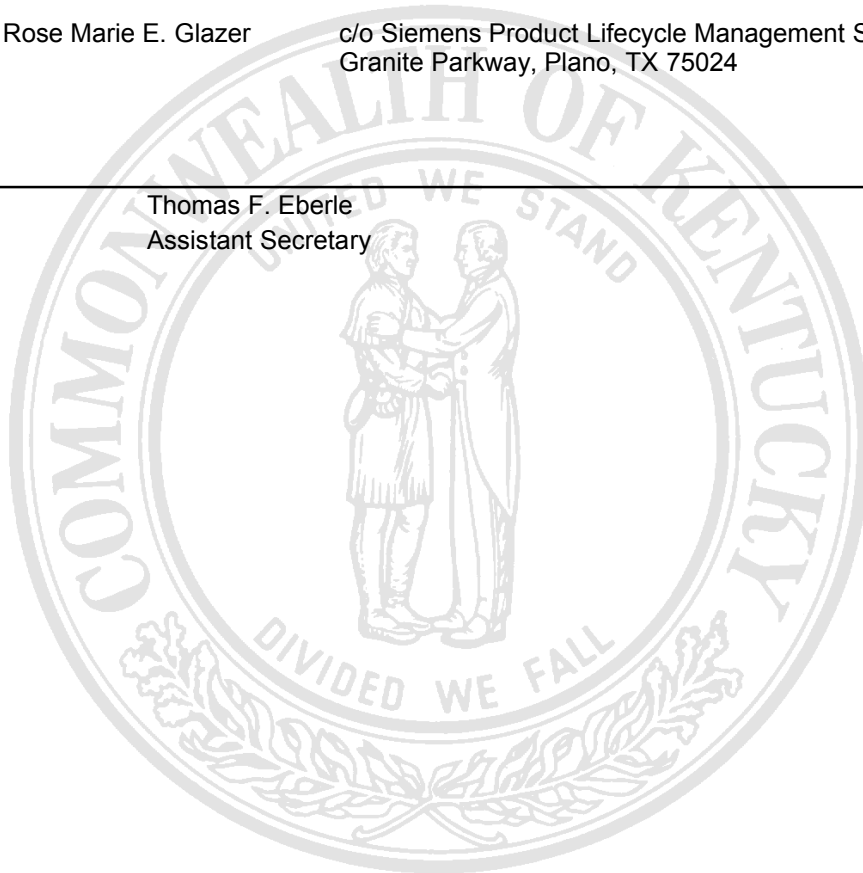 Rose Marie E. Glazer c/o Siemens Product Lifecycle Management S
Granite Parkway, Plano, TX 75024
Thomas F. Eberle
Assistant Secretary
COMMONWEALTH OF KENTUCKY
UNITED WE STAND
DIVIDED WE FALL